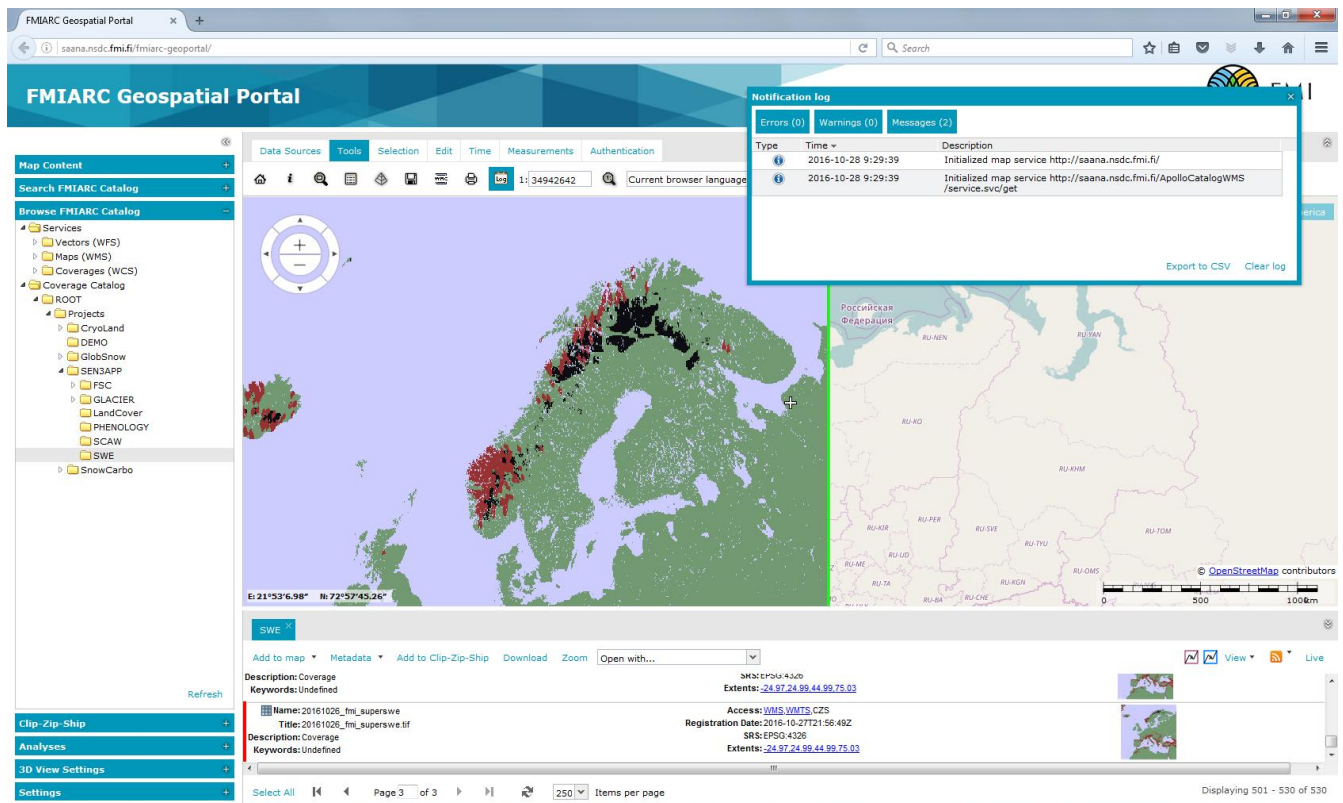 FMIARC Geospatial Portal
saana.nsdc.fmi.fi/fmiarc-geoportal/
Search
FMIARC Geospatial Portal
Notification log
Errors (0) Warnings (0) Messages (2)
Type Time Description
2016-10-28 9:29:39 Initialized map service http://saana.nsdc.fmi.fi/
2016-10-28 9:29:39 Initialized map service http://saana.nsdc.fmi.fi/ApolloCatalogWMS
/service.svc/get
Export to CSV Clear log
Data Sources Tools Selection Edit Time Measurements Authentication
Log 1: 34942642 Current browser language
Map Content
Search FMIARC Catalog
Browse FMIARC Catalog
Services
Vectors (WFS)
Maps (WMS)
Coverages (WCS)
Coverage Catalog
ROOT
Projects
CryoLand
DEMO
GlobSnow
SEN3APP
FSC
GLACIER
LandCover
PHENOLOGY
SCAW
SWE
SnowCarbo
Refresh
Clip-Zip-Ship
Analyses
3D View Settings
Settings
Российская
Федерация
RU-NEN
RU-YAN
RU-KO
RU-KHM
RU-KIR
RU-PER
RU-SVE
RU-TYU
RU-TOM
RU-UD
RU-ME
RU-OMS
RU-TA
RU-KGN
RU-BA
RU-CHE
© OpenStreetMap contributors
0 500 1000km
E: 21°53'6.98" N: 72°57'45.26"
SWE
Add to map Metadata Add to Clip-Zip-Ship Download Zoom Open with... View Live
Description: Coverage SRS: EPSG:4326
Keywords: Undefined Extents: -24.97,24.99,44.99,75.03
Name: 20161026_fmi_superswe Access: WMS,WMTS,CZS
Title: 20161026_fmi_superswe.tif Registration Date: 2016-10-27T21:56:49Z
Description: Coverage SRS: EPSG:4326
Keywords: Undefined Extents: -24.97,24.99,44.99,75.03
Select All Page 3 of 3 250 Items per page Displaying 501 - 530 of 530